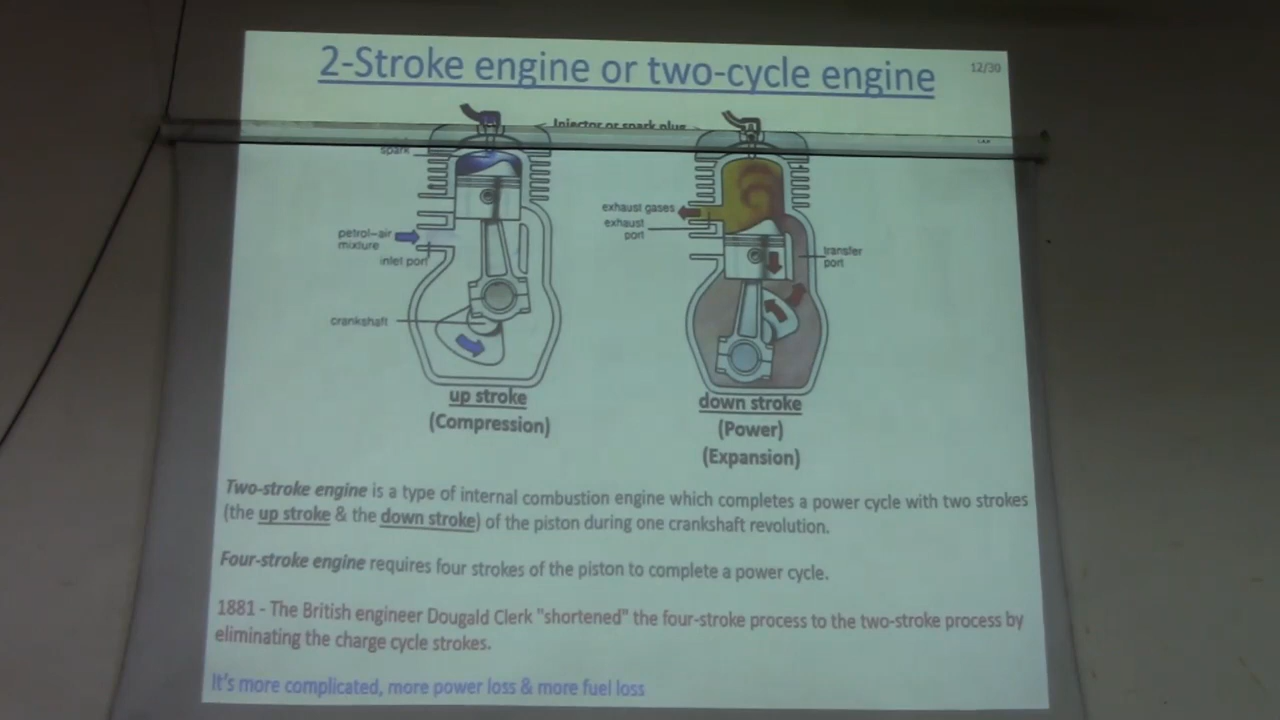 2-Stroke engine or two-cycle engine
12/30
Injector or spark plug
spark
petrol-air
mixture
inlet port
crankshaft
exhaust gases
exhaust
port
transfer
port
up stroke
(Compression)
down stroke
(Power)
(Expansion)
Two-stroke engine is a type of internal combustion engine which completes a power cycle with two strokes
(the up stroke & the down stroke) of the piston during one crankshaft revolution.
Four-stroke engine requires four strokes of the piston to complete a power cycle.
1881 - The British engineer Dougald Clerk "shortened" the four-stroke process to the two-stroke process by
eliminating the charge cycle strokes.
It's more complicated, more power loss & more fuel loss